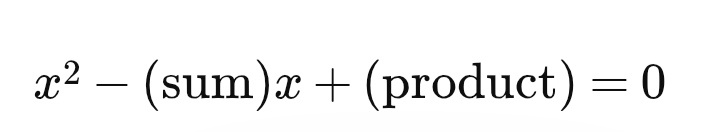 x² − (sum)x + (product) = 0